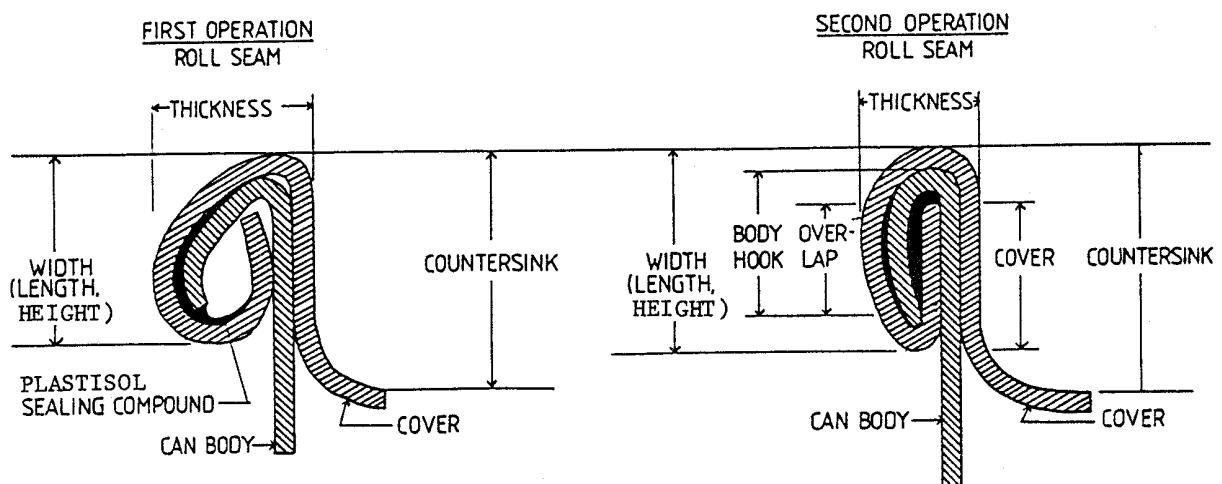 FIRST OPERATION
ROLL SEAM
THICKNESS
WIDTH
(LENGTH,
HEIGHT)
COUNTERSINK
PLASTISOL
SEALING COMPOUND
CAN BODY
COVER
SECOND OPERATION
ROLL SEAM
THICKNESS
WIDTH
(LENGTH,
HEIGHT)
BODY
HOOK
OVER-
LAP
COVER
COUNTERSINK
CAN BODY
COVER